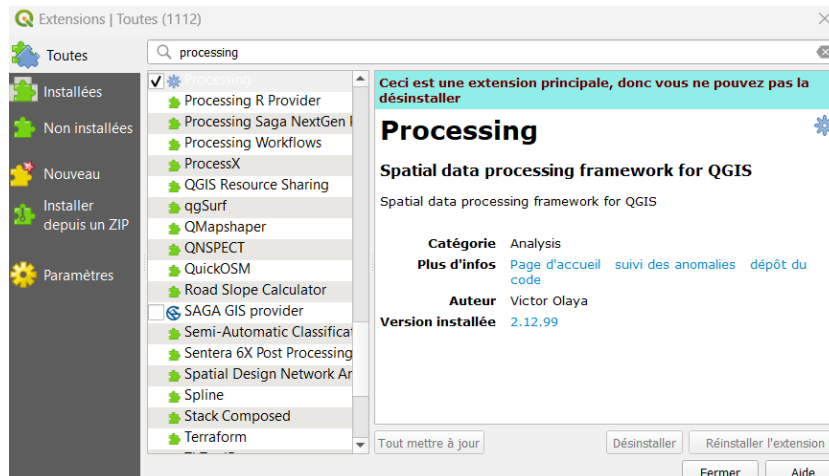 Extensions | Toutes (1112)
Toutes
processing
Installées
Non installées
Nouveau
Installer
depuis un ZIP
Paramètres
Processing
Processing R Provider
Processing Saga NextGen
Processing Workflows
ProcessX
QGIS Resource Sharing
qgSurf
QMapshaper
QNSPECT
QuickOSM
Road Slope Calculator
SAGA GIS provider
Semi-Automatic Classificat
Sentera 6X Post Processing
Spatial Design Network An
Spline
Stack Composed
Terraform
Ceci est une extension principale, donc vous ne pouvez pas la
désinstaller
Processing
Spatial data processing framework for QGIS
Spatial data processing framework for QGIS
Catégorie Analysis
Plus d'infos Page d'accueil suivi des anomalies dépôt du
code
Auteur Victor Olaya
Version installée 2.12.99
Tout mettre à jour
Désinstaller
Réinstaller l'extension
Fermer
Aide